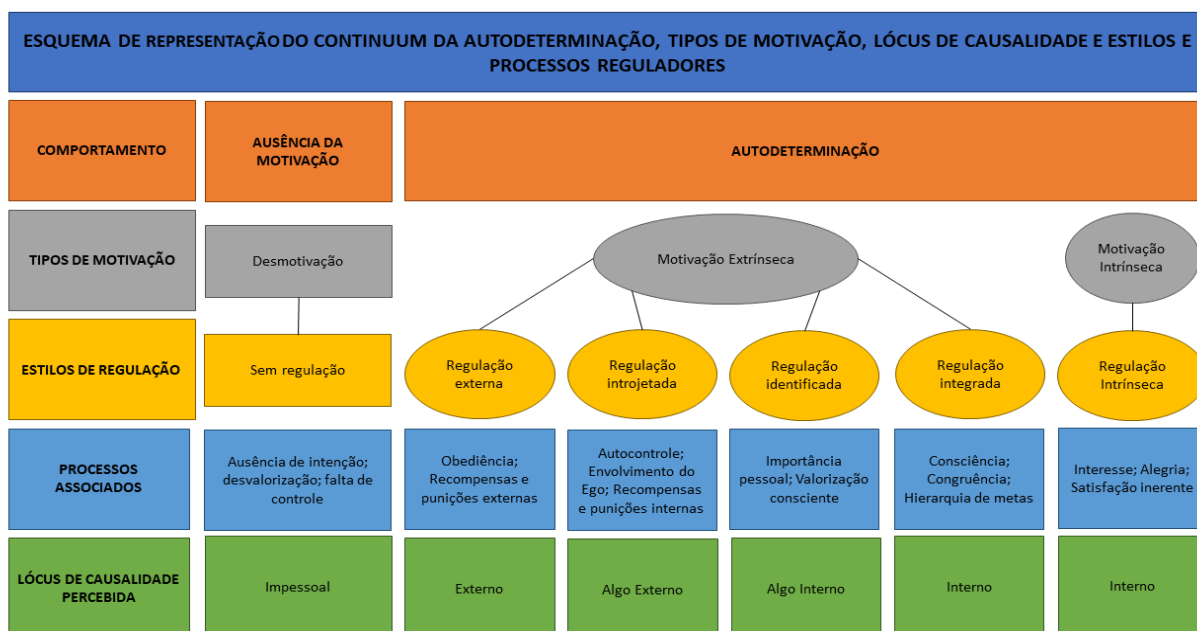 ESQUEMA DE REPRESENTAÇÃO DO CONTINUUM DA AUTODETERMINAÇÃO, TIPOS DE MOTIVAÇÃO, LÓCUS DE CAUSALIDADE E ESTILOS E
PROCESSOS REGULADORES
COMPORTAMENTO
AUSÊNCIA DA
MOTIVAÇÃO
AUTODETERMINAÇÃO
TIPOS DE MOTIVAÇÃO
Desmotivação
Motivação Extrínseca
Motivação
Intrínseca
ESTILOS DE REGULAÇÃO
Sem regulação
Regulação
externa
Regulação
introjetada
Regulação
identificada
Regulação
integrada
Regulação
Intrínseca
PROCESSOS
ASSOCIADOS
Ausência de intenção;
desvalorização; falta de
controle
Obediência;
Recompensas e
punições externas
Autocontrole;
Envolvimento do
Ego; Recompensas
e punições internas
Importância
pessoal; Valorização
consciente
Consciência;
Congruência;
Hierarquia de metas
Interesse; Alegria;
Satisfação inerente
LÓCUS DE CAUSALIDADE
PERCEBIDA
Impessoal
Externo
Algo Externo
Algo Interno
Interno
Interno